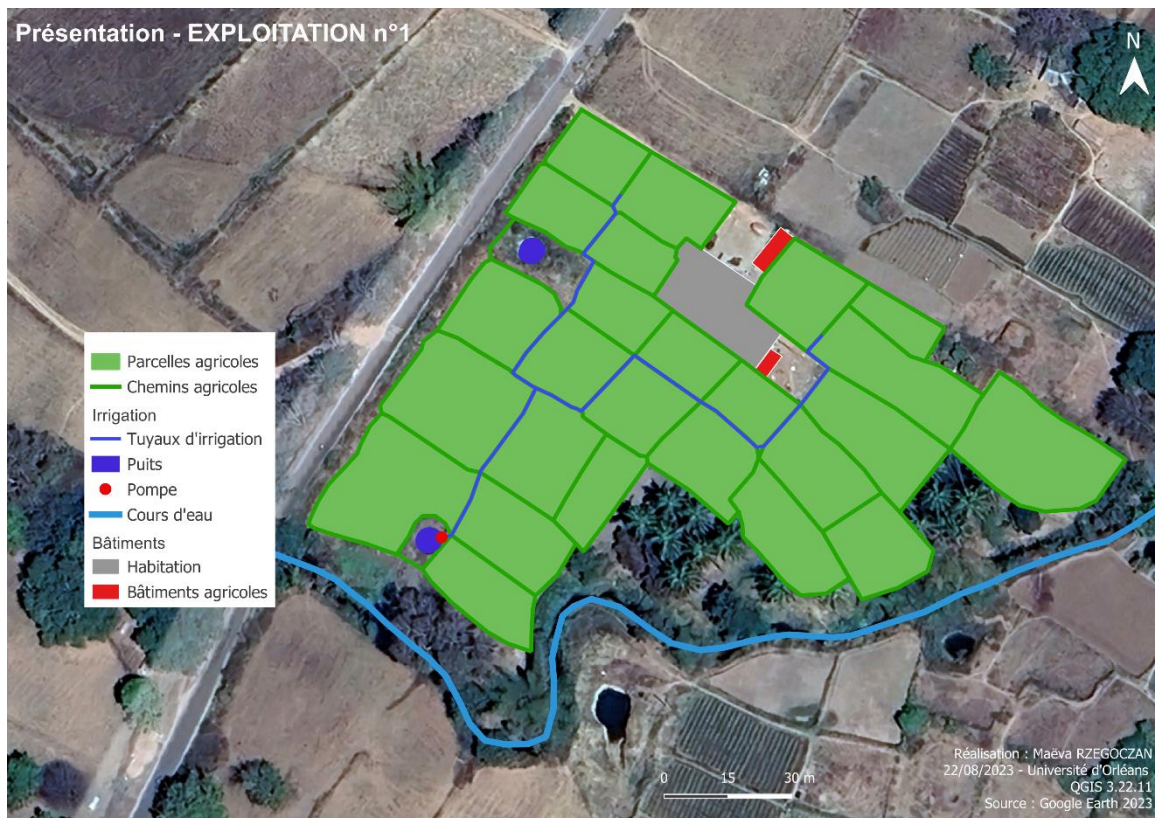 Présentation - EXPLOITATION n°1
N
Parcelles agricoles
Chemins agricoles
Irrigation
Tuyaux d'irrigation
Puits
Pompe
Cours d'eau
Bâtiments
Habitation
Bâtiments agricoles
0 15 30 m
Réalisation : Maëva RZEGOCZAN
22/08/2023 - Université d'Orléans
QGIS 3.22.11
Source : Google Earth 2023